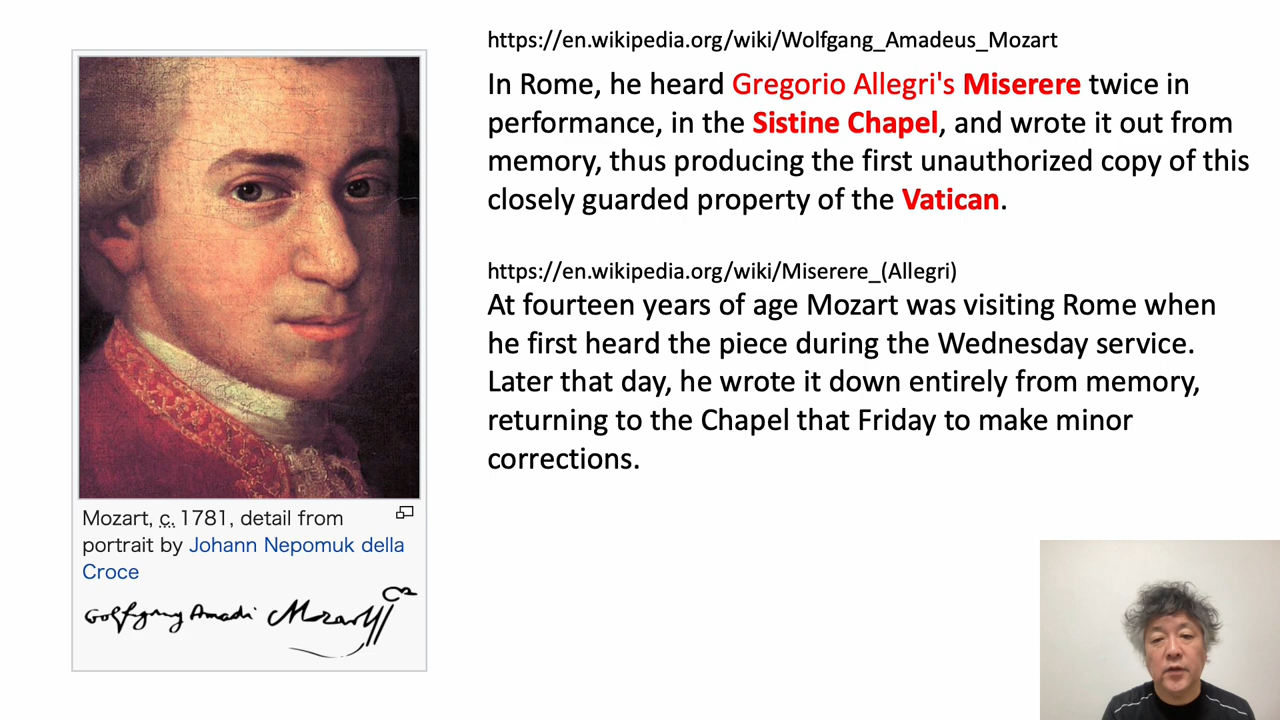 https://en.wikipedia.org/wiki/Wolfgang_Amadeus_Mozart
In Rome, he heard Gregorio Allegri's Miserere twice in
performance, in the Sistine Chapel, and wrote it out from
memory, thus producing the first unauthorized copy of this
closely guarded property of the Vatican.
https://en.wikipedia.org/wiki/Miserere_(Allegri)
At fourteen years of age Mozart was visiting Rome when
he first heard the piece during the Wednesday service.
Later that day, he wrote it down entirely from memory,
returning to the Chapel that Friday to make minor
corrections.
Mozart, c. 1781, detail from
portrait by Johann Nepomuk della
Croce
Wolfgang Amadè Mozart